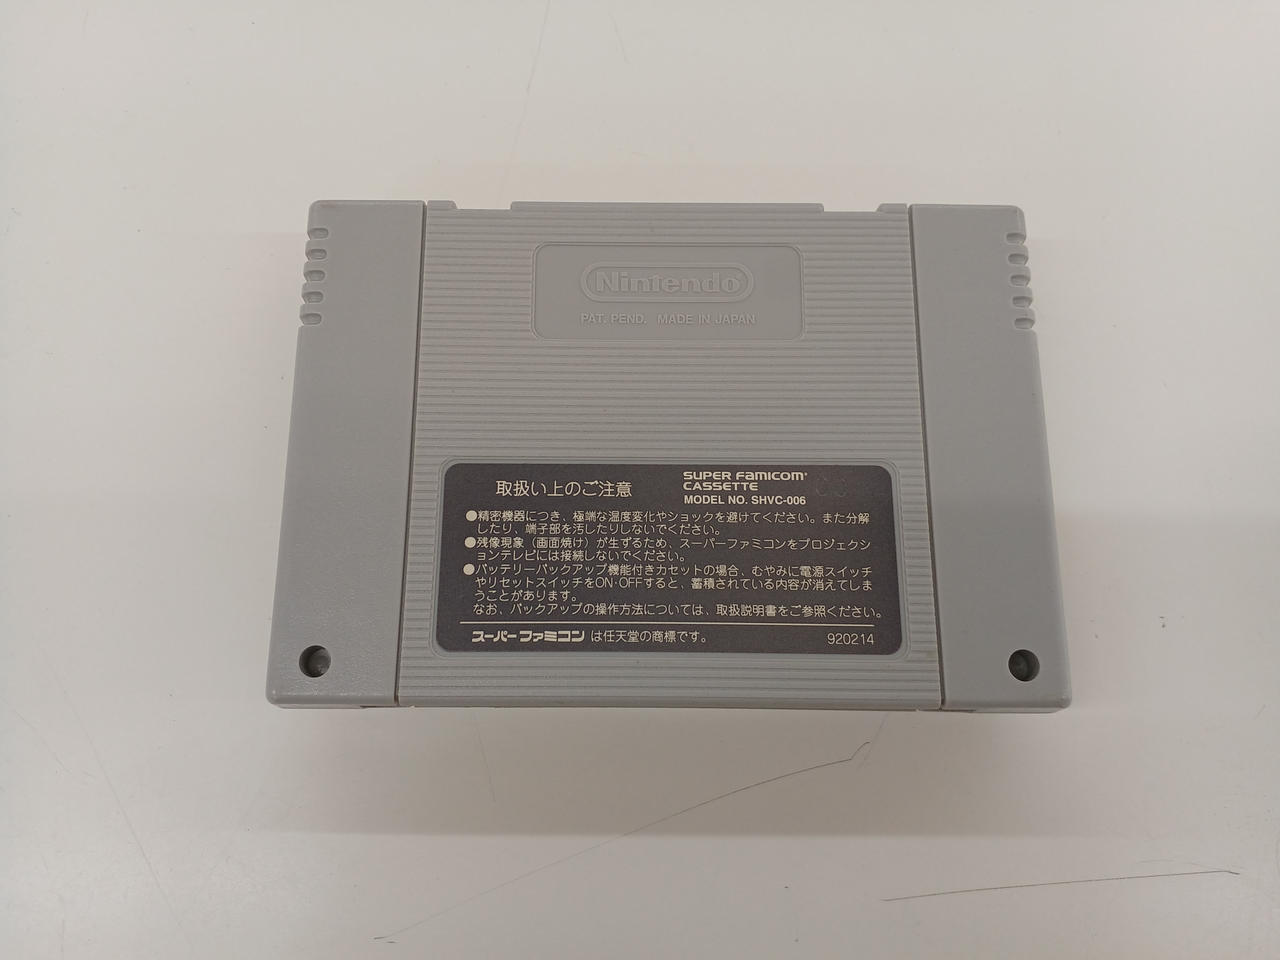 Nintendo
PAT. PEND. MADE IN JAPAN
取扱い上のご注意
SUPER FAMICOM
CASSETTE
MODEL NO. SHVC-006
●精密機器につき、極端な温度変化やショックを避けてください。また分解
したり、端子部を汚したりしないでください。
●残像現象（画面焼け）が生ずるため、スーパーファミコンをプロジェクシ
ョンテレビには接続しないでください。
●バッテリーバックアップ機能付きカセットの場合、むやみに電源スイッチ
やリセットスイッチをON・OFFすると、蓄積されている内容が消えてしま
うことがあります。
なお、バックアップの操作方法については、取扱説明書をご参照ください。
スーパーファミコン は任天堂の商標です。
920214